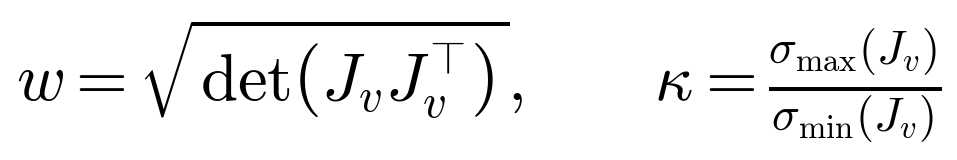 w = √det(J_v J_v^⊤), κ = σ_max(J_v) / σ_min(J_v)